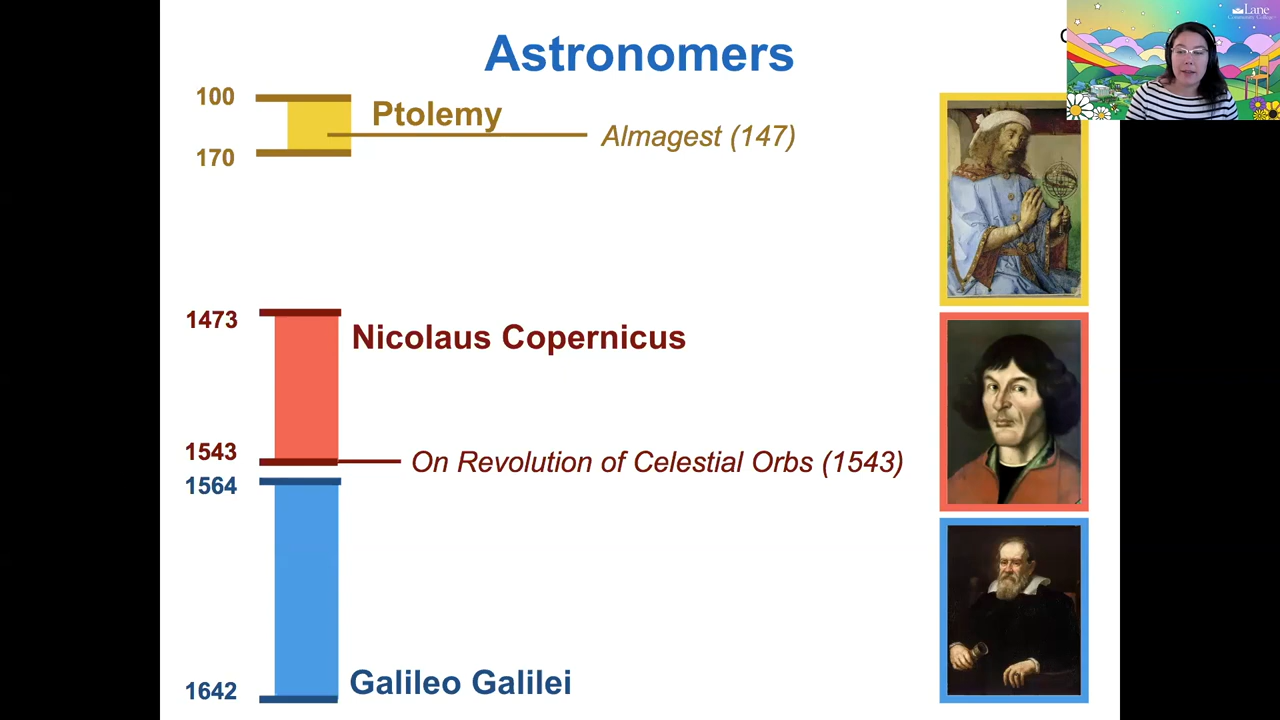 Astronomers
Lane
Community College
100
Ptolemy
Almagest (147)
170
1473
Nicolaus Copernicus
1543
On Revolution of Celestial Orbs (1543)
1564
1642
Galileo Galilei